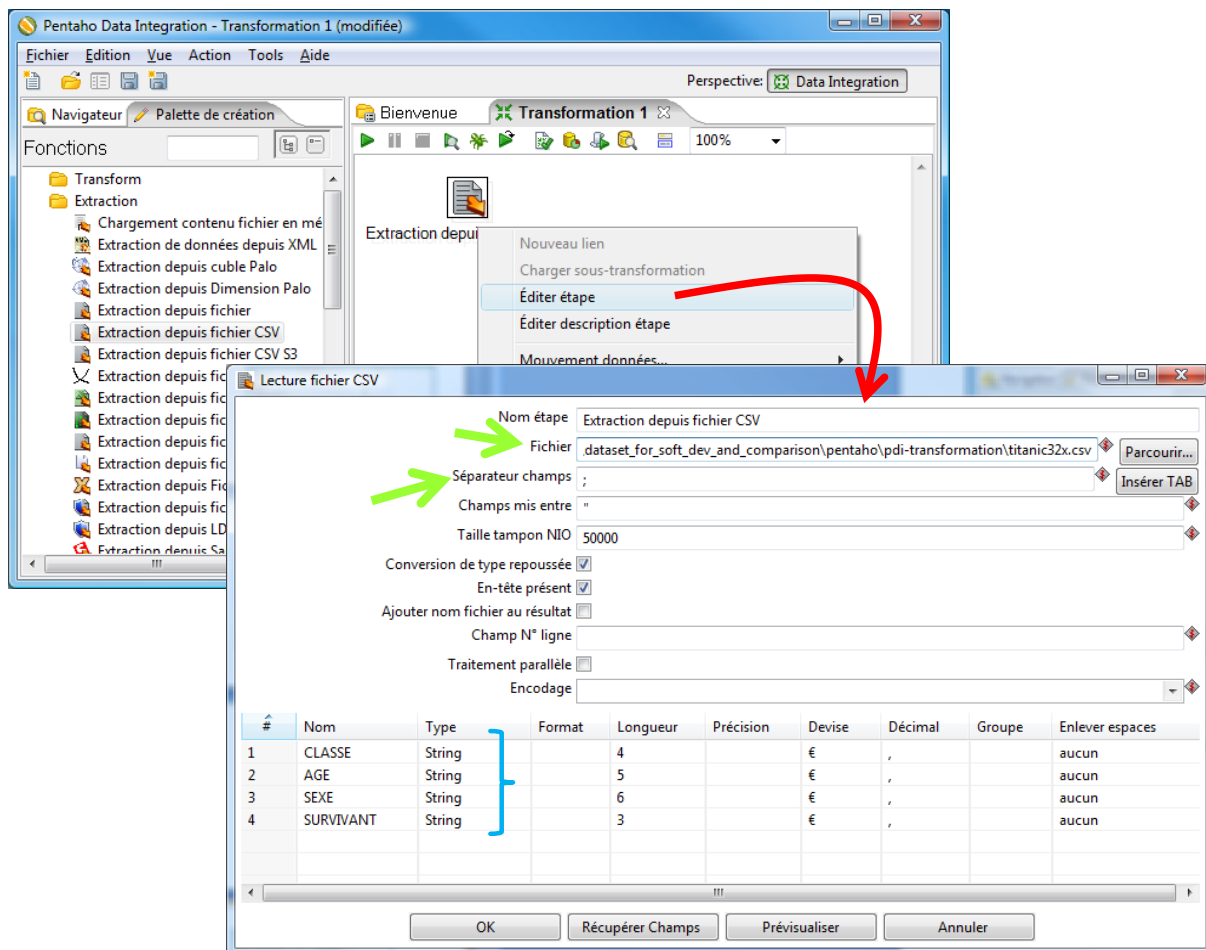 Pentaho Data Integration - Transformation 1 (modifiée)
Fichier Edition Vue Action Tools Aide
Perspective: Data Integration
Navigateur Palette de création
Bienvenue Transformation 1
Fonctions
100%
Transform
Extraction
Chargement contenu fichier en mé
Extraction de données depuis XML
Extraction depuis cuble Palo
Extraction depuis Dimension Palo
Extraction depuis fichier
Extraction depuis fichier CSV
Extraction depuis fichier CSV S3
Extraction depuis fic
Extraction depuis fic
Extraction depuis fic
Extraction depuis fic
Extraction depuis fic
Extraction depuis Fic
Extraction depuis fic
Extraction depuis LD
Extraction depuis Sa
Extraction depui
Nouveau lien
Charger sous-transformation
Éditer étape
Éditer description étape
Mouvement données...
Lecture fichier CSV
Nom étape Extraction depuis fichier CSV
Fichier .dataset_for_soft_dev_and_comparison\pentaho\pdi-transformation\titanic32x.csv Parcourir...
Séparateur champs ; Insérer TAB
Champs mis entre "
Taille tampon NIO 50000
Conversion de type repoussée
En-tête présent
Ajouter nom fichier au résultat
Champ N° ligne
Traitement parallèle
Encodage
# Nom Type Format Longueur Précision Devise Décimal Groupe Enlever espaces
1 CLASSE String 4 € , aucun
2 AGE String 5 € , aucun
3 SEXE String 6 € , aucun
4 SURVIVANT String 3 € , aucun
OK Récupérer Champs Prévisualiser Annuler